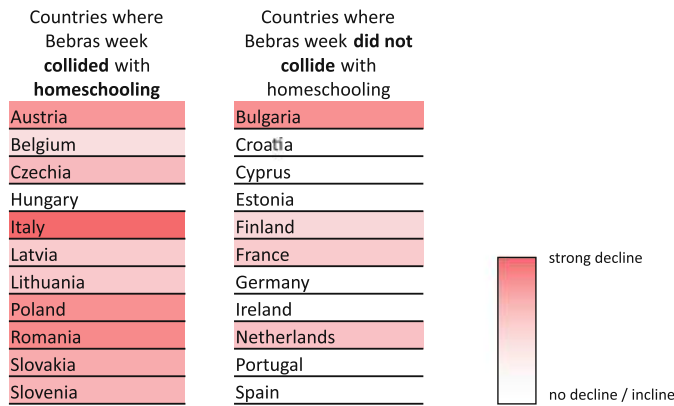 Countries where
Bebras week
collided with
homeschooling
Austria
Belgium
Czechia
Hungary
Italy
Latvia
Lithuania
Poland
Romania
Slovakia
Slovenia
Countries where
Bebras week did not
collide with
homeschooling
Bulgaria
Croatia
Cyprus
Estonia
Finland
France
Germany
Ireland
Netherlands
Portugal
Spain
strong decline
no decline / incline